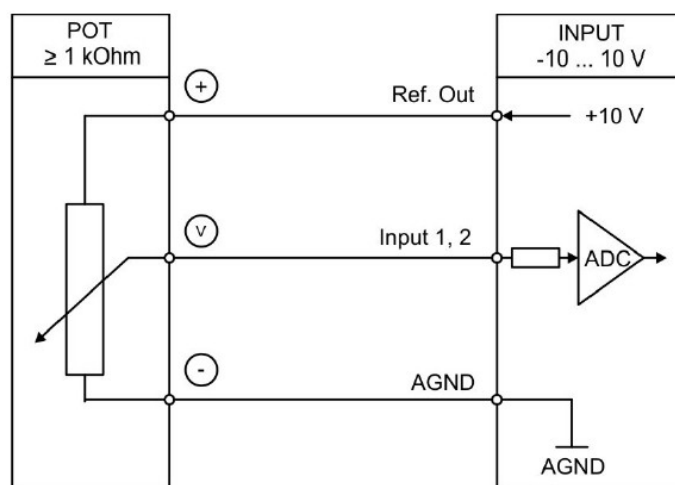 POT
≥ 1 kOhm
INPUT
-10 ... 10 V
+
Ref. Out
+10 V
V
Input 1, 2
ADC
-
AGND
AGND